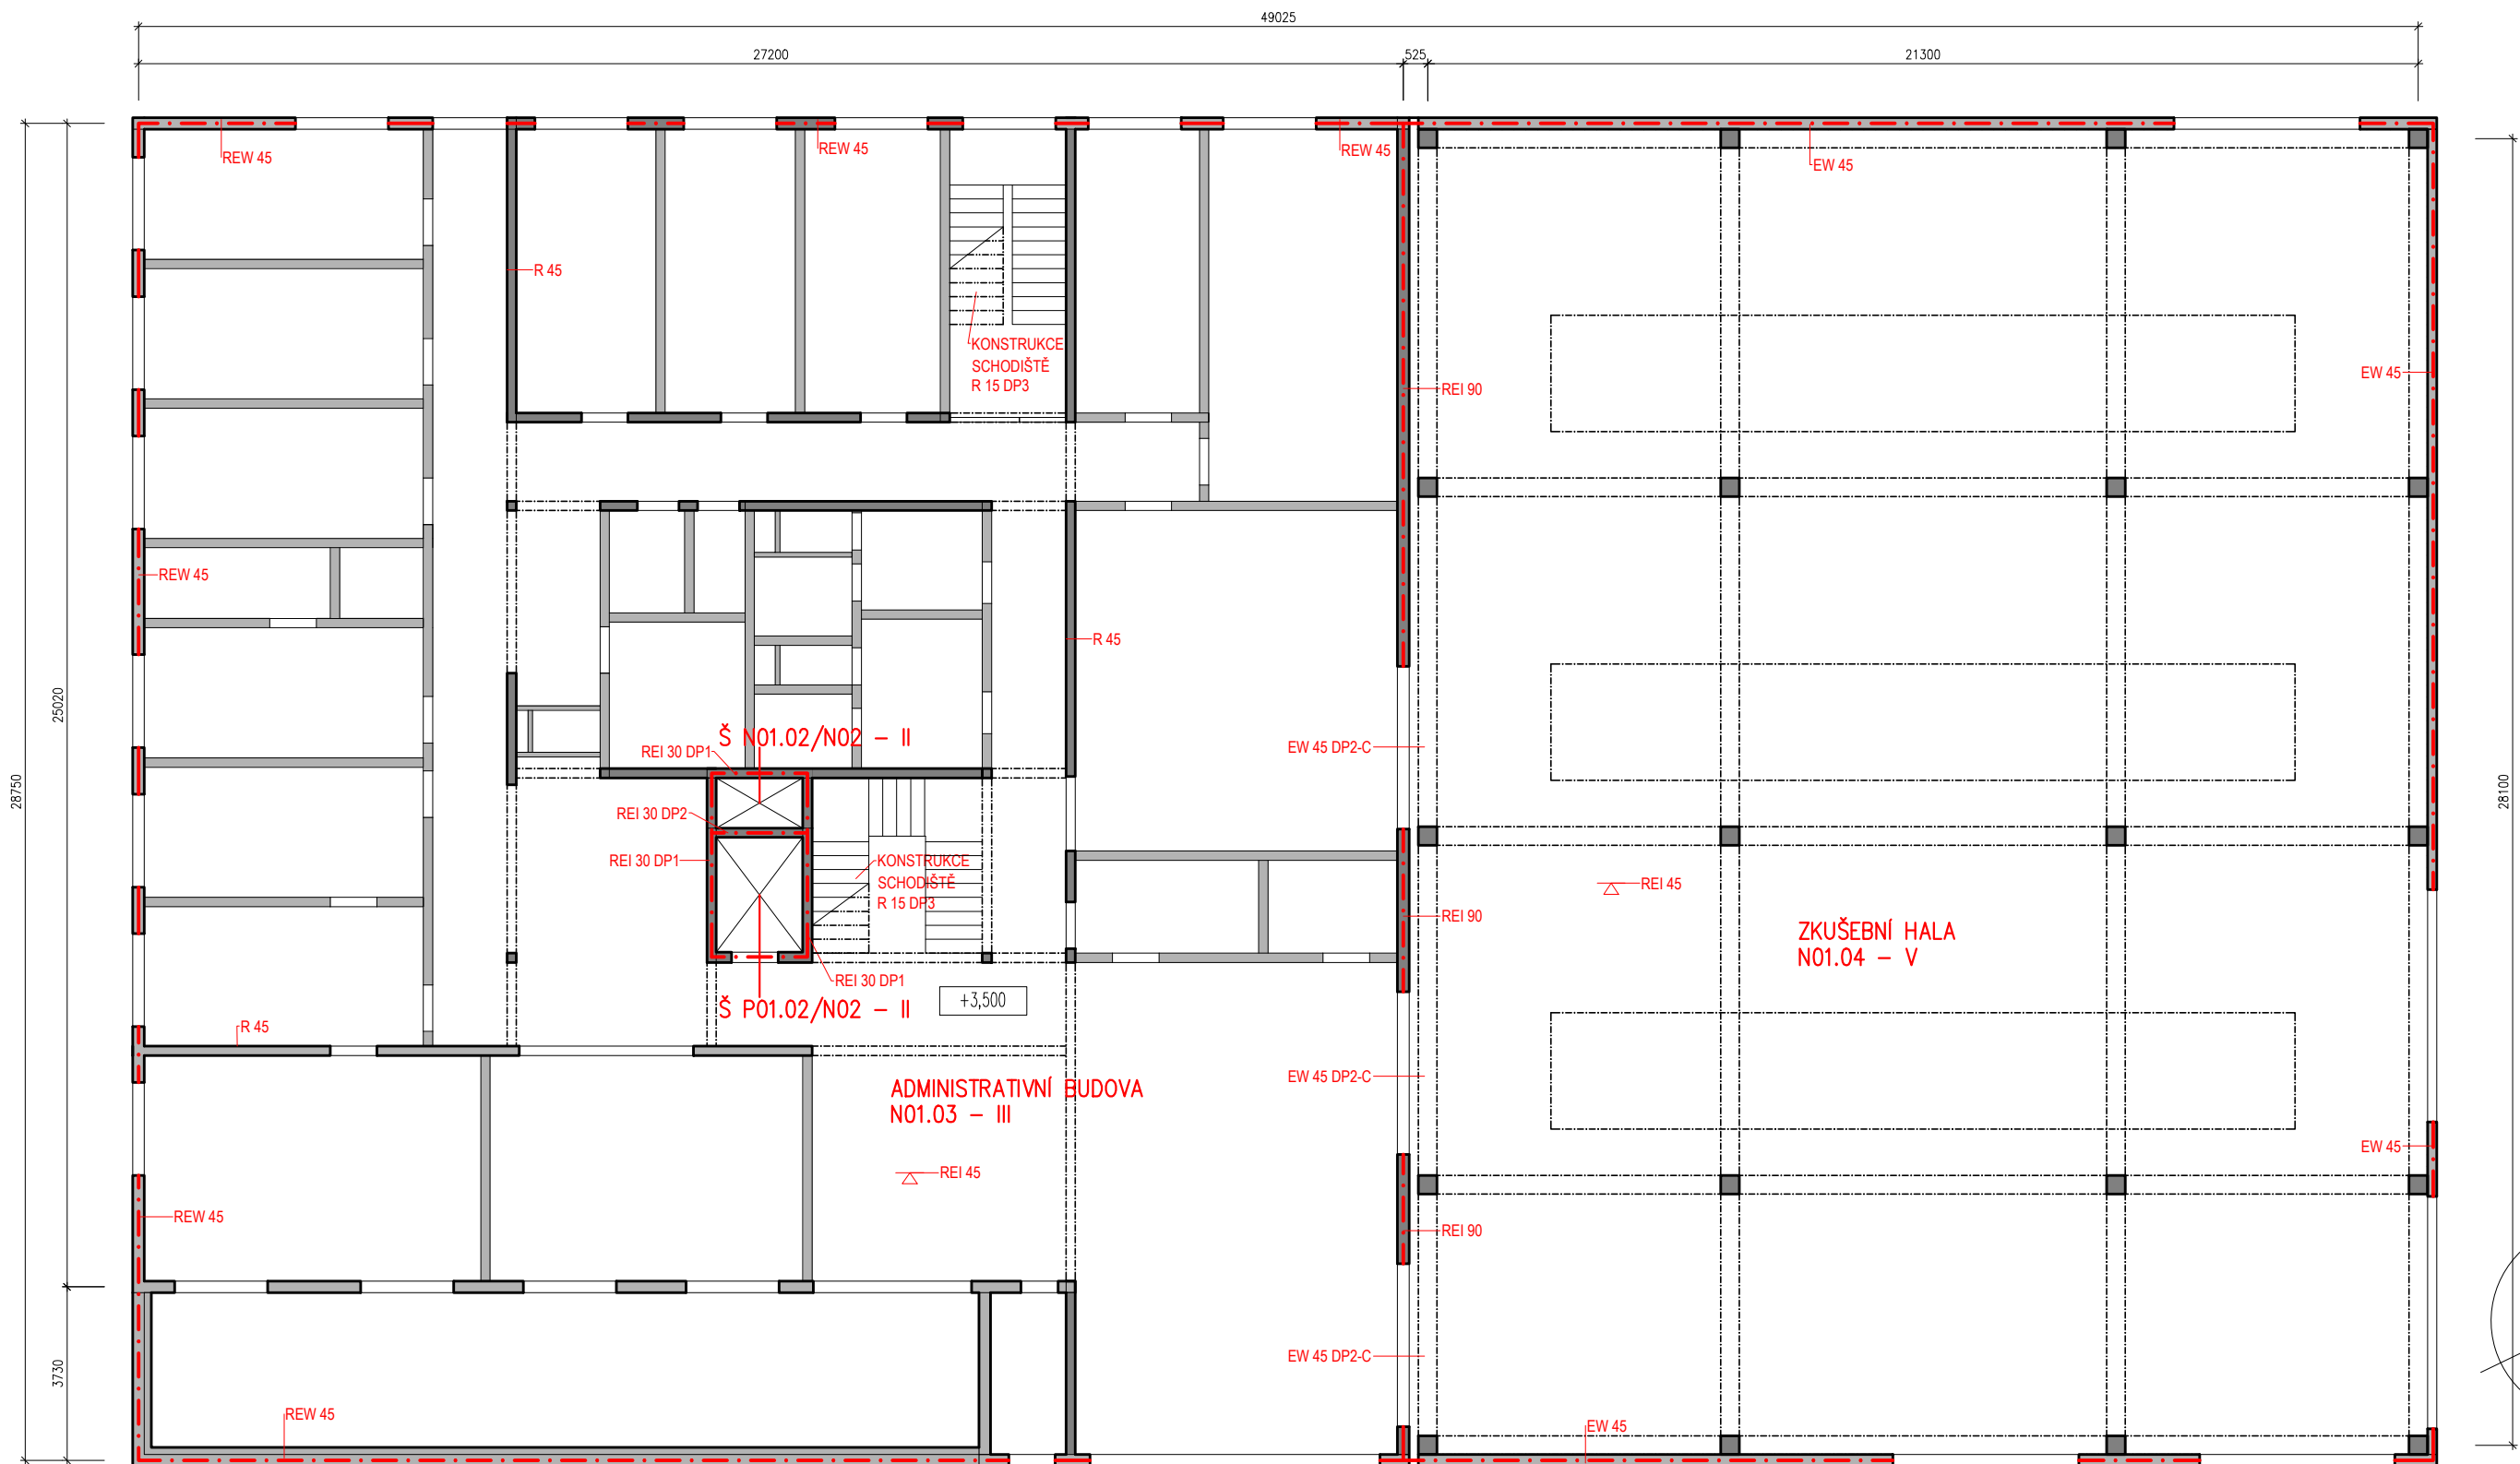 49025
27200
525
21300
REW 45
REW 45
REW 45
EW 45
R 45
KONSTRUKCE
SCHODIŠTĚ
R 15 DP3
REI 90
EW 45
REW 45
R 45
25020
28750
28100
Š N01.02/N02 – II
REI 30 DP1
EW 45 DP2-C
REI 30 DP2
REI 30 DP1
KONSTRUKCE
SCHODIŠTĚ
R 15 DP3
REI 45
REI 90
ZKUŠEBNÍ HALA
N01.04 – V
REI 30 DP1
Š P01.02/N02 – II
+3,500
R 45
EW 45 DP2-C
ADMINISTRATIVNÍ BUDOVA
N01.03 – III
EW 45
REI 45
REW 45
REI 90
3730
EW 45 DP2-C
REW 45
EW 45